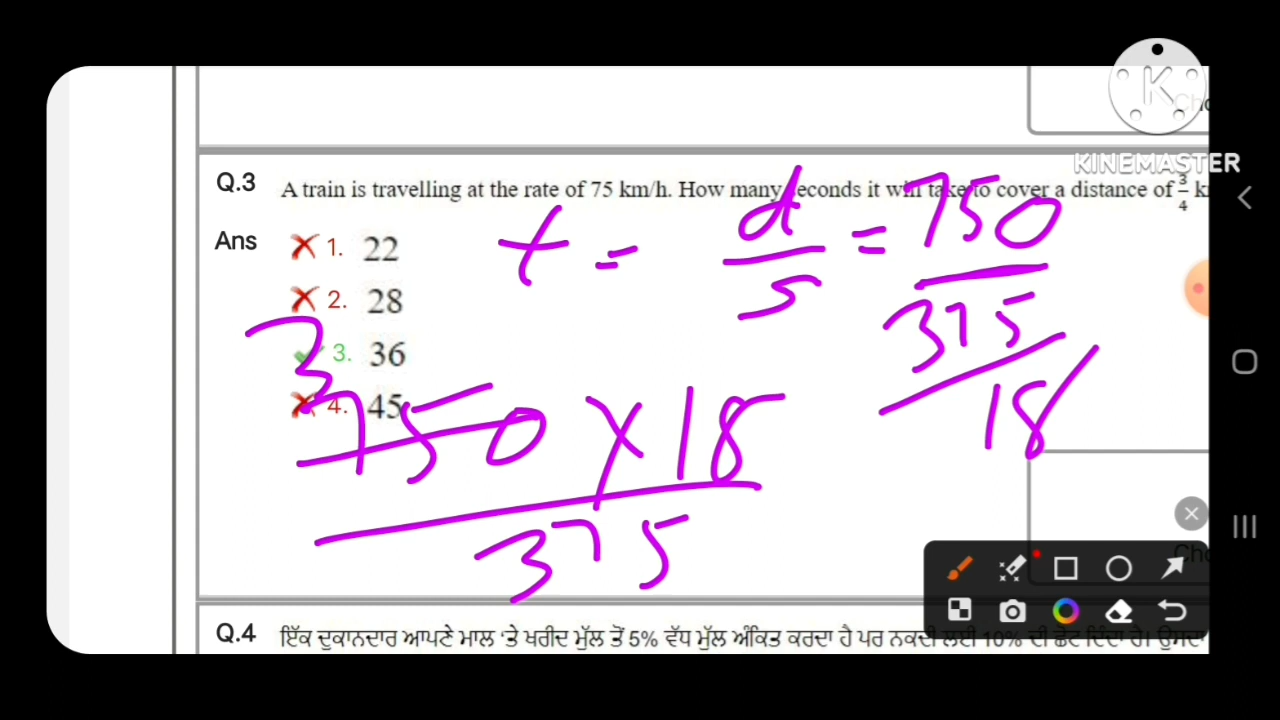 KINEMASTER
Q.3 A train is travelling at the rate of 75 km/h. How many seconds it will take to cover a distance of 3/4 k
Ans 1. 22
2. 28
3. 36
4. 45
t = d/s = 750
375
18
3
750 X 18
375
Q.4 ਇੱਕ ਦੁਕਾਨਦਾਰ ਆਪਣੇ ਮਾਲ 'ਤੇ ਖਰੀਦ ਮੁੱਲ ਤੋਂ 5% ਵੱਧ ਮੁੱਲ ਅੰਕਿਤ ਕਰਦਾ ਹੈ ਪਰ ਨਕਦੀ ਲਈ 10% ਦੀ ਛੋਟ ਦਿੰਦਾ ਹੈ। ਉਸਦਾ